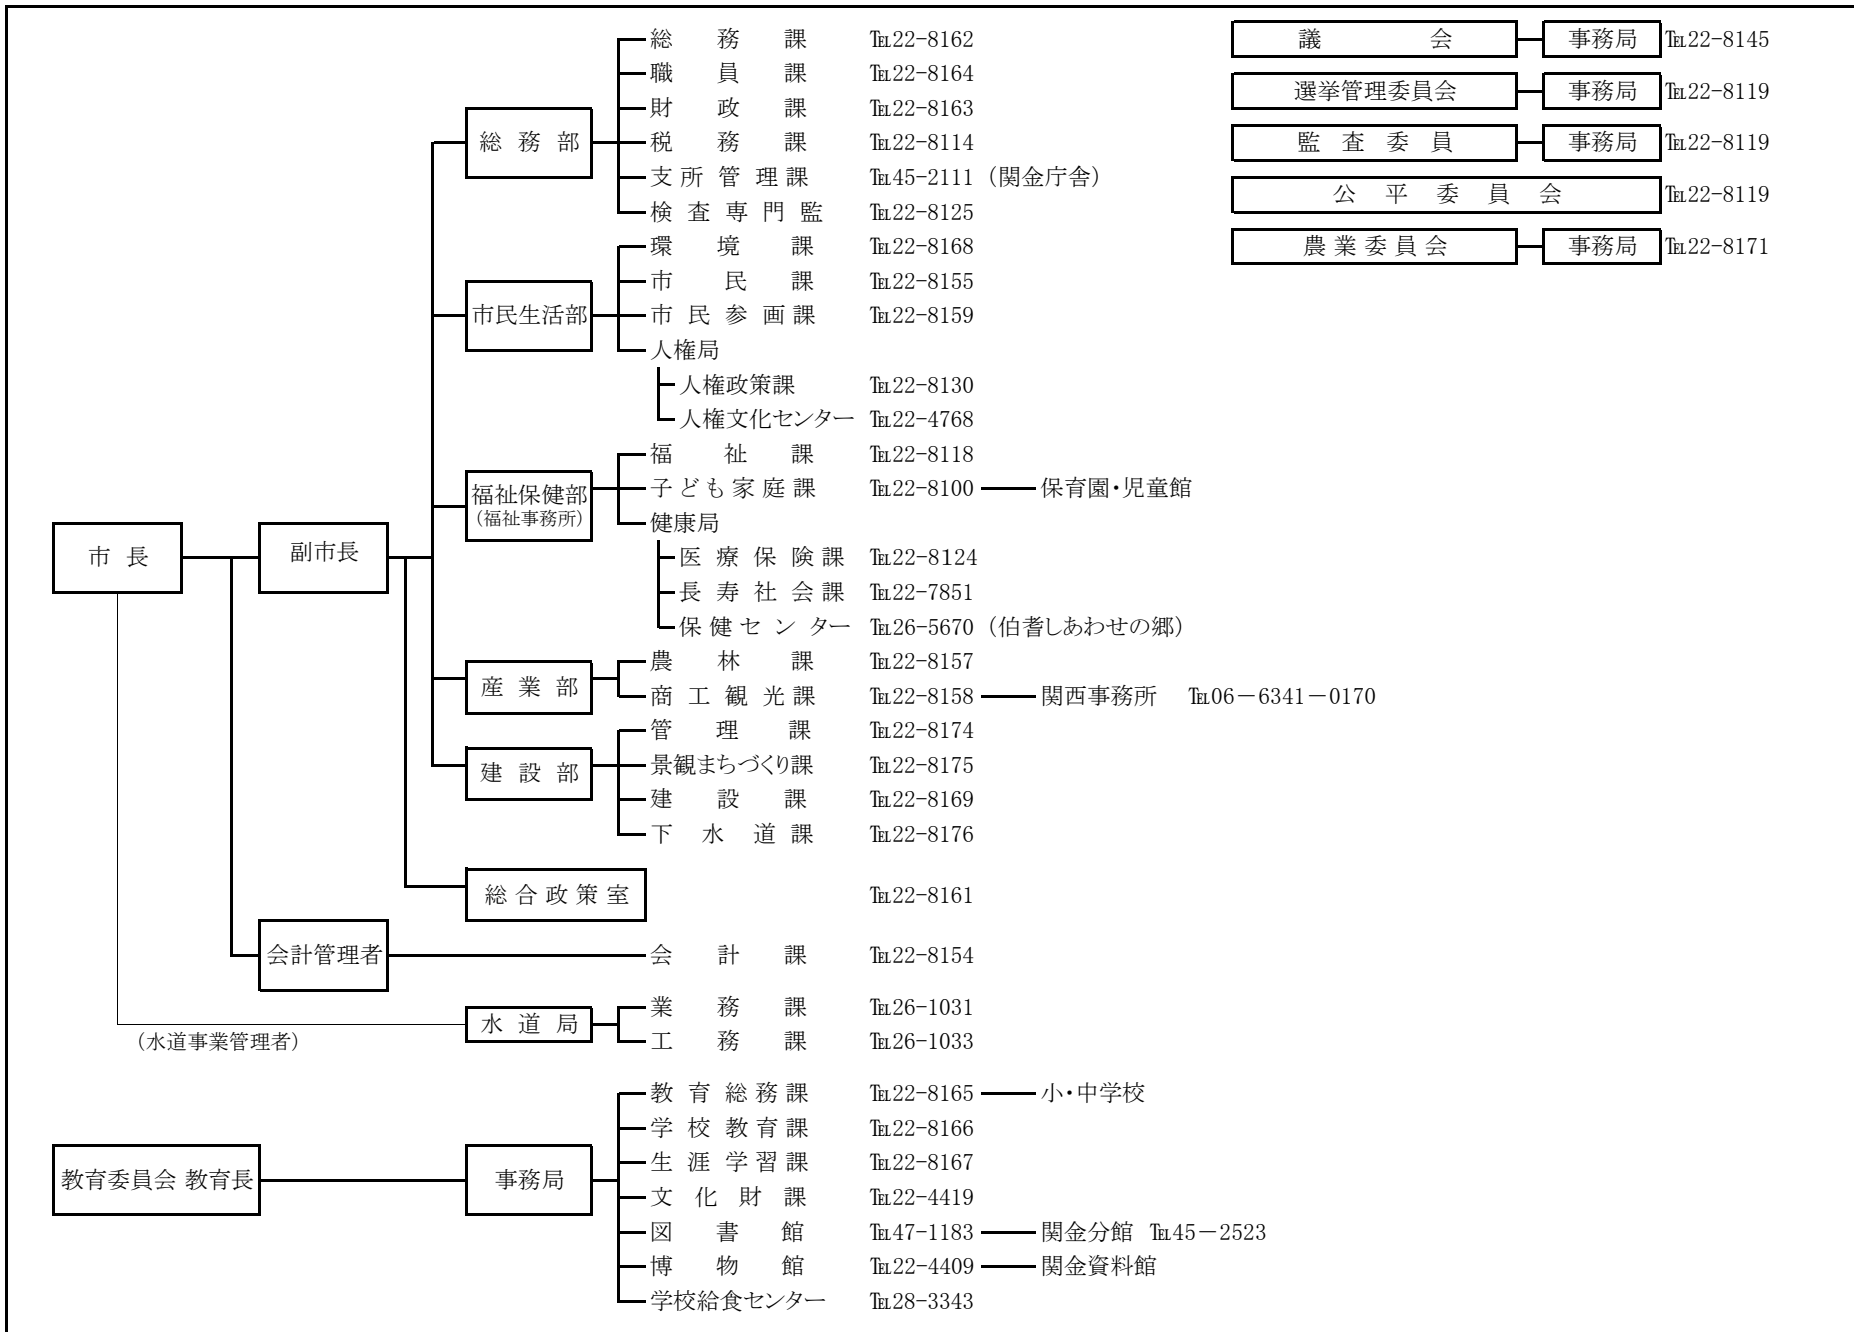 総務課 ℡22-8162
職員課 ℡22-8164
財政課 ℡22-8163
総務部 税務課 ℡22-8114
支所管理課 ℡45-2111（関金庁舎）
検査専門監 ℡22-8125
環境課 ℡22-8168
市民課 ℡22-8155
市民生活部 市民参画課 ℡22-8159
人権局
人権政策課 ℡22-8130
人権文化センター ℡22-4768
福祉課 ℡22-8118
福祉保健部 子ども家庭課 ℡22-8100 保育園・児童館
（福祉事務所）
健康局
市長 副市長 医療保険課 ℡22-8124
長寿社会課 ℡22-7851
保健センター ℡26-5670（伯耆しあわせの郷）
農林課 ℡22-8157
産業部 商工観光課 ℡22-8158 関西事務所 ℡06－6341－0170
管理課 ℡22-8174
建設部 景観まちづくり課 ℡22-8175
建設課 ℡22-8169
下水道課 ℡22-8176
総合政策室 ℡22-8161
会計管理者 会計課 ℡22-8154
業務課 ℡26-1031
水道局
（水道事業管理者） 工務課 ℡26-1033
教育総務課 ℡22-8165 小・中学校
学校教育課 ℡22-8166
生涯学習課 ℡22-8167
教育委員会 教育長 事務局
文化財課 ℡22-4419
図書館 ℡47-1183 関金分館 ℡45－2523
博物館 ℡22-4409 関金資料館
学校給食センター ℡28-3343
議会 事務局 ℡22-8145
選挙管理委員会 事務局 ℡22-8119
監査委員 事務局 ℡22-8119
公平委員会 ℡22-8119
農業委員会 事務局 ℡22-8171